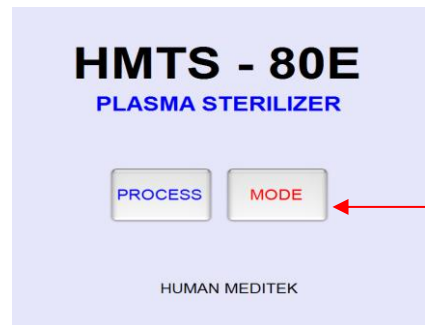 HMTS - 80E
PLASMA STERILIZER
PROCESS MODE
HUMAN MEDITEK